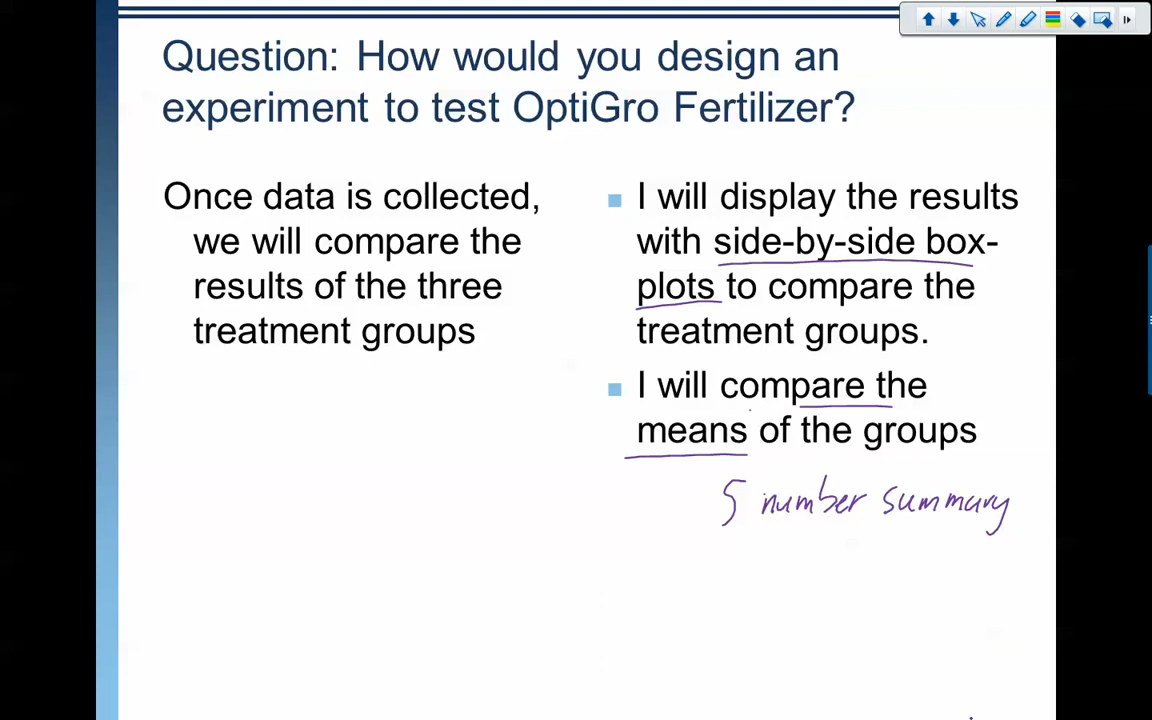 Question: How would you design an
experiment to test OptiGro Fertilizer?
Once data is collected,
we will compare the
results of the three
treatment groups
I will display the results
with side-by-side box-
plots to compare the
treatment groups.
I will compare the
means of the groups
5 number summary